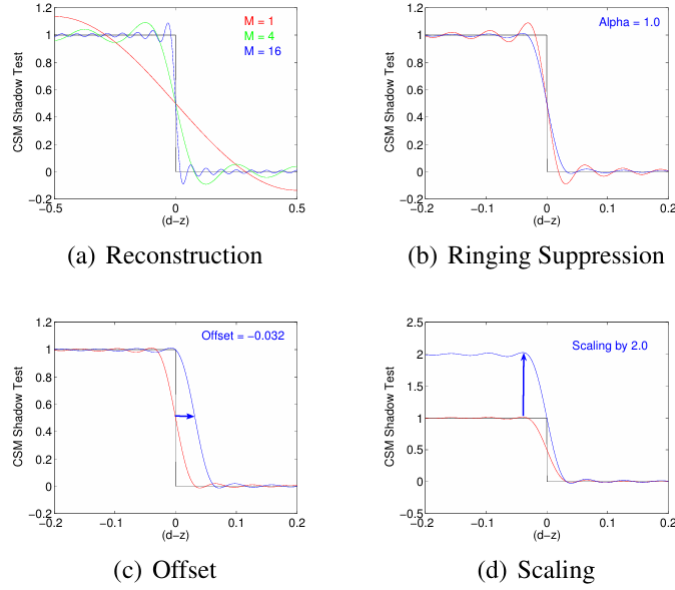 CSM Shadow Test
1.2
1
0.8
0.6
0.4
0.2
0
−0.2
M = 1
M = 4
M = 16
−0.5
0
0.5
(d−z)
(a) Reconstruction
CSM Shadow Test
1.2
1
0.8
0.6
0.4
0.2
0
−0.2
Alpha = 1.0
−0.2
−0.1
0
0.1
0.2
(d−z)
(b) Ringing Suppression
CSM Shadow Test
1.2
1
0.8
0.6
0.4
0.2
0
−0.2
Offset = −0.032
−0.2
−0.1
0
0.1
0.2
(d−z)
(c) Offset
CSM Shadow Test
2.5
2
1.5
1
0.5
0
−0.5
Scaling by 2.0
−0.2
−0.1
0
0.1
0.2
(d−z)
(d) Scaling